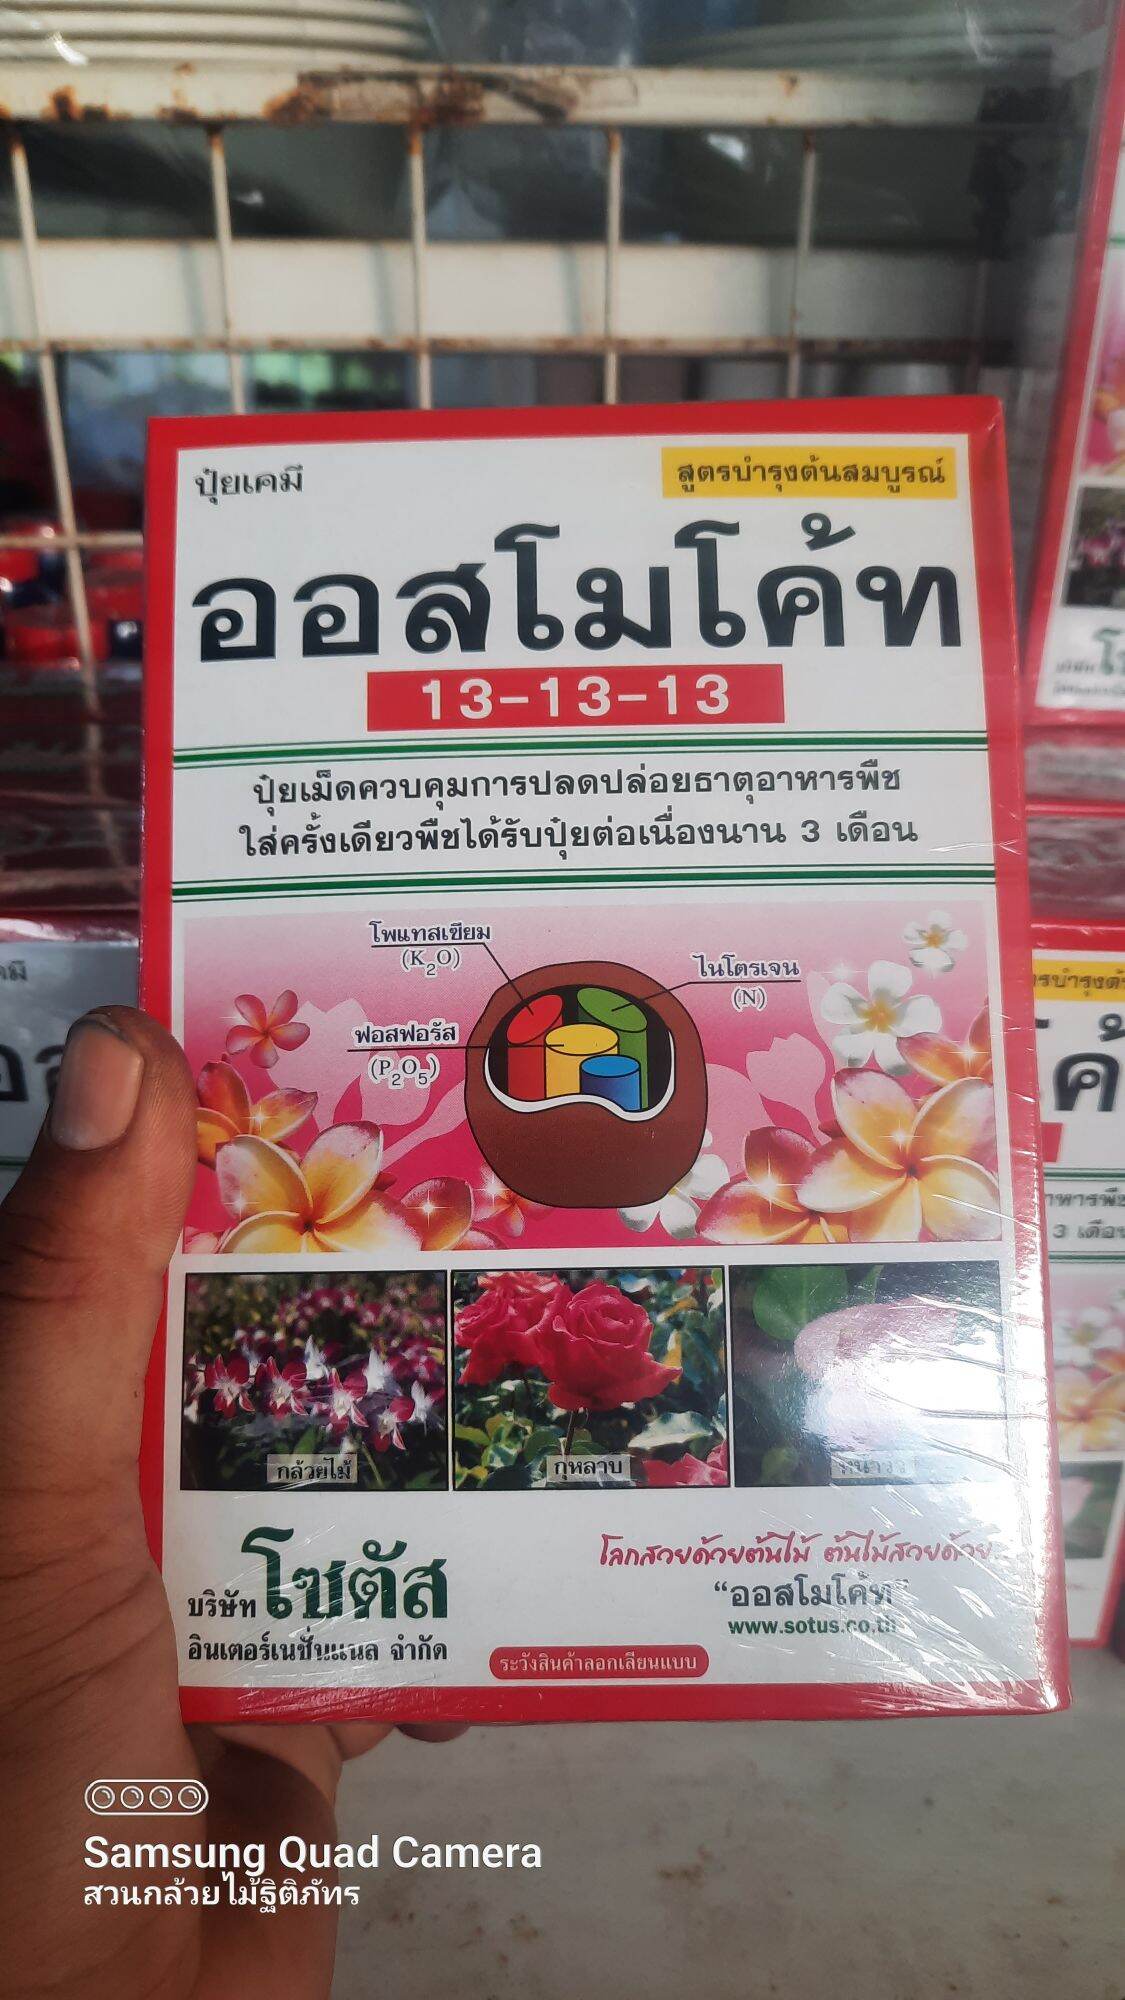 ปุ๋ยเคมี
สูตรบำรุงต้นสมบูรณ์
ออสโมโค้ท
13-13-13
ปุ๋ยเม็ดควบคุมการปลดปล่อยธาตุอาหารพืช
ใส่ครั้งเดียวพืชได้รับปุ๋ยต่อเนื่องนาน 3 เดือน
โพแทสเซียม
(K₂O)
ไนโตรเจน
(N)
ฟอสฟอรัส
(P₂O₅)
กล้วยไม้
กุหลาบ
หน้าวัว
โลกสวยด้วยต้นไม้ ต้นไม้สวยด้วย
"ออสโมโค้ท"
www.sotus.co.th
บริษัท โซตัส
อินเตอร์เนชั่นแนล จำกัด
ระวังสินค้าลอกเลียนแบบ
3 เดือน
Samsung Quad Camera
สวนกล้วยไม้ฐิติภัทร